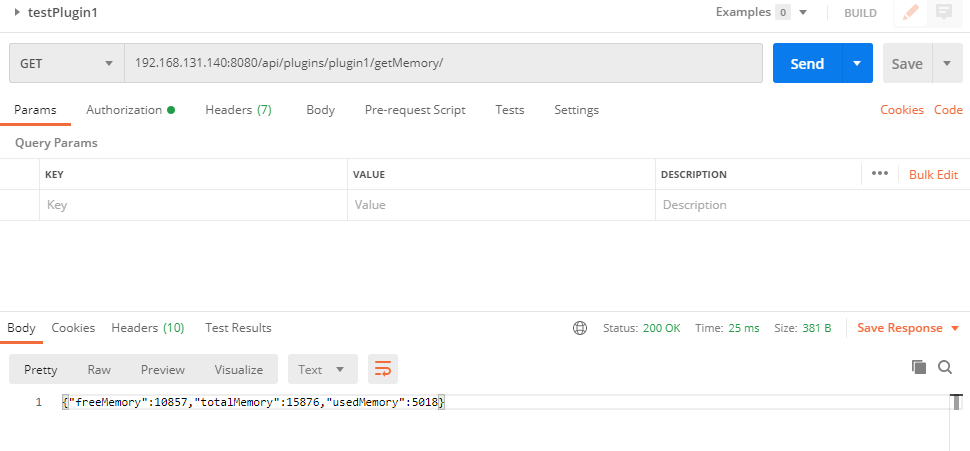 testPlugin1 Examples 0 BUILD
GET 192.168.131.140:8080/api/plugins/plugin1/getMemory/ Send Save
Params Authorization Headers (7) Body Pre-request Script Tests Settings Cookies Code
Query Params
KEY VALUE DESCRIPTION ••• Bulk Edit
Key Value Description
Body Cookies Headers (10) Test Results Status: 200 OK Time: 25 ms Size: 381 B Save Response
Pretty Raw Preview Visualize Text
1 {"freeMemory":10857,"totalMemory":15876,"usedMemory":5018}